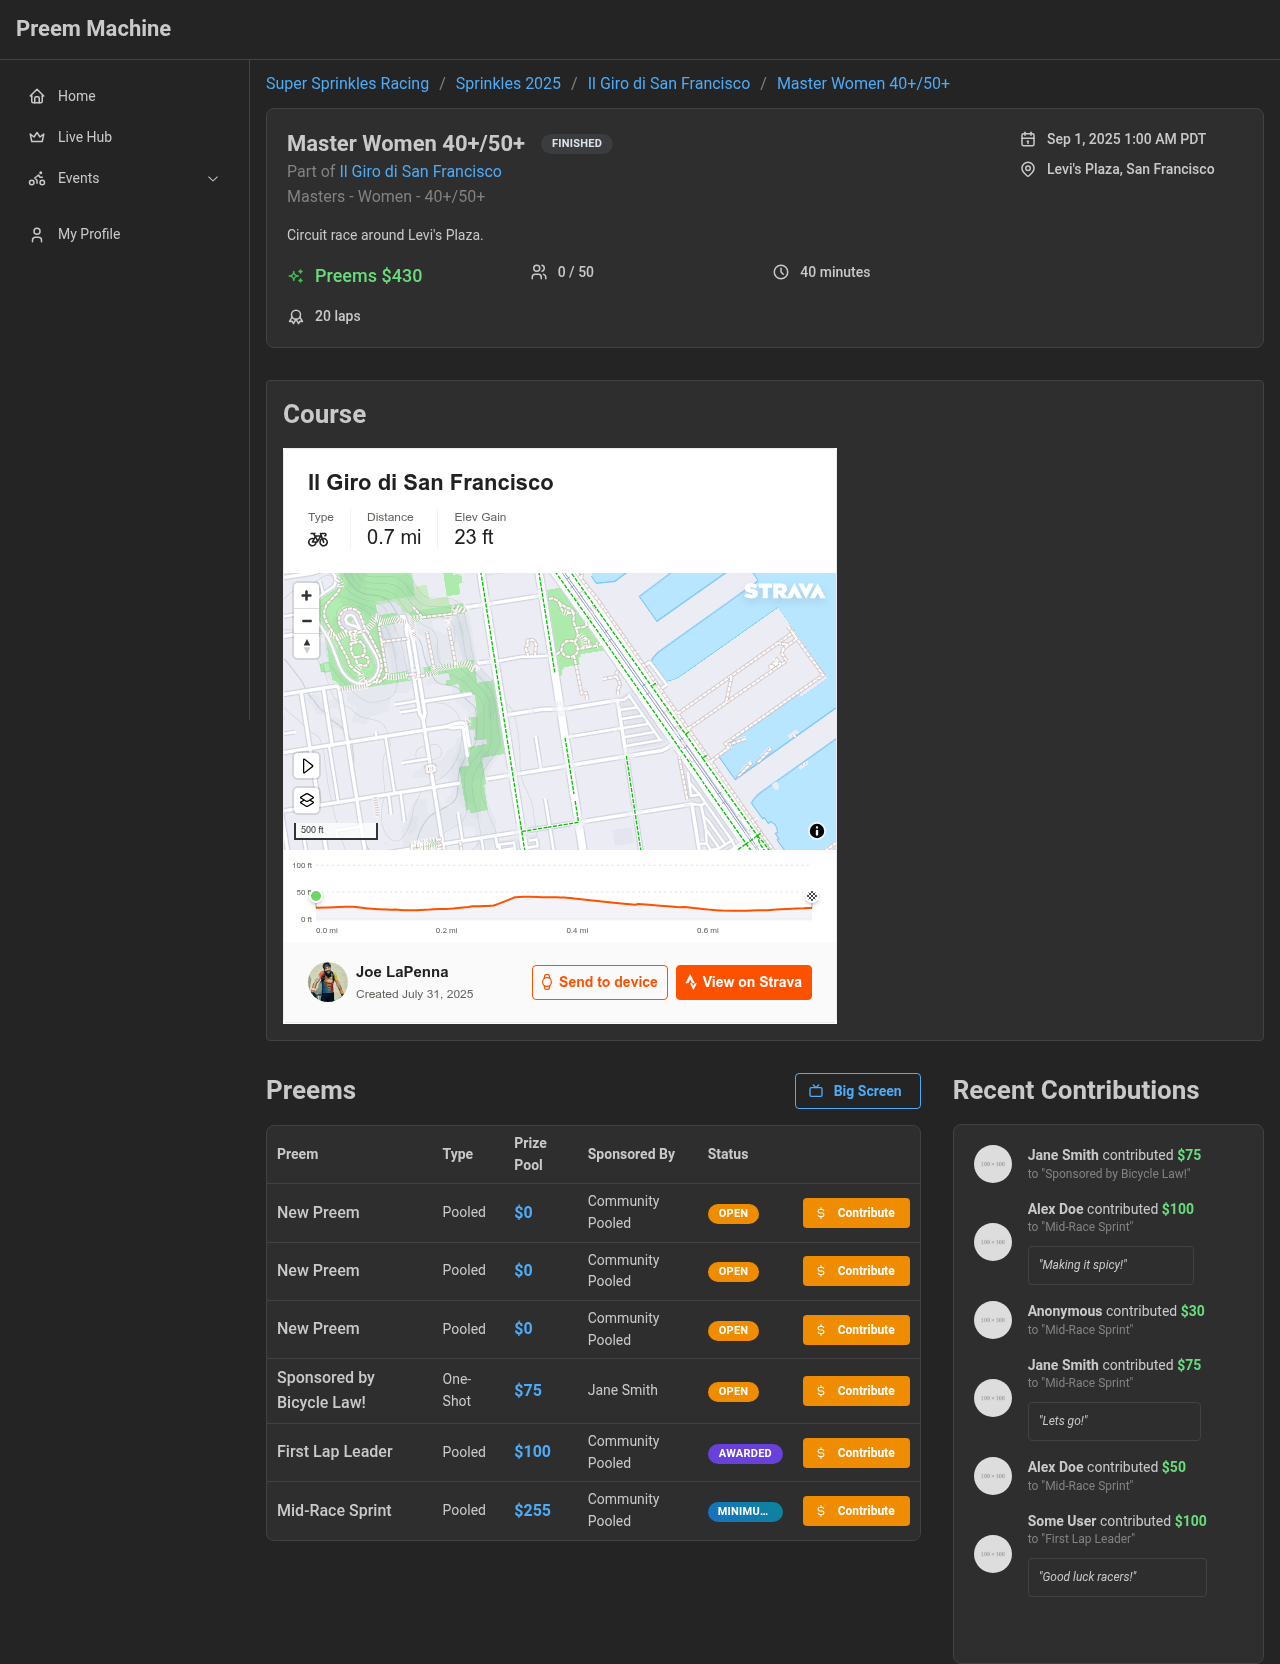 Preem Machine
Home
Live Hub
Events
My Profile
Super Sprinkles Racing / Sprinkles 2025 / Il Giro di San Francisco / Master Women 40+/50+
Master Women 40+/50+ FINISHED
Part of Il Giro di San Francisco
Masters - Women - 40+/50+
Sep 1, 2025 1:00 AM PDT
Levi's Plaza, San Francisco
Circuit race around Levi's Plaza.
Preems $430
0 / 50
40 minutes
20 laps
Course
Il Giro di San Francisco
Type
Distance
Elev Gain
0.7 mi
23 ft
STRAVA
500 ft
100 ft
50 ft
0 ft
0.0 mi
0.2 mi
0.4 mi
0.6 mi
Joe LaPenna
Created July 31, 2025
Send to device
View on Strava
Preems
Big Screen
Preem Type Prize Pool Sponsored By Status
New Preem Pooled $0 Community Pooled OPEN $ Contribute
New Preem Pooled $0 Community Pooled OPEN $ Contribute
New Preem Pooled $0 Community Pooled OPEN $ Contribute
Sponsored by Bicycle Law! One-Shot $75 Jane Smith OPEN $ Contribute
First Lap Leader Pooled $100 Community Pooled AWARDED $ Contribute
Mid-Race Sprint Pooled $255 Community Pooled MINIMU... $ Contribute
Recent Contributions
100 × 100
Jane Smith contributed $75
to "Sponsored by Bicycle Law!"
100 × 100
Alex Doe contributed $100
to "Mid-Race Sprint"
"Making it spicy!"
100 × 100
Anonymous contributed $30
to "Mid-Race Sprint"
100 × 100
Jane Smith contributed $75
to "Mid-Race Sprint"
"Lets go!"
100 × 100
Alex Doe contributed $50
to "Mid-Race Sprint"
100 × 100
Some User contributed $100
to "First Lap Leader"
"Good luck racers!"